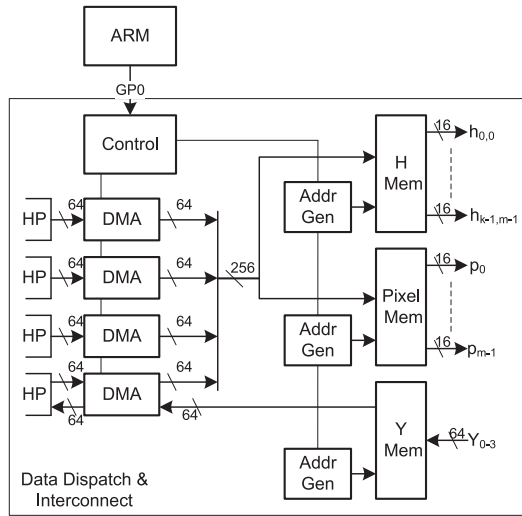 ARM
GP0
Control
16
h0,0
H
Mem
16
hk-1,m-1
Addr
Gen
64
64
HP
DMA
256
64
64
HP
DMA
16
p0
Pixel
Mem
16
pm-1
64
64
HP
DMA
Addr
Gen
64
64
HP
DMA
64
64
Y
Mem
64
Y0-3
Addr
Gen
Data Dispatch &
Interconnect